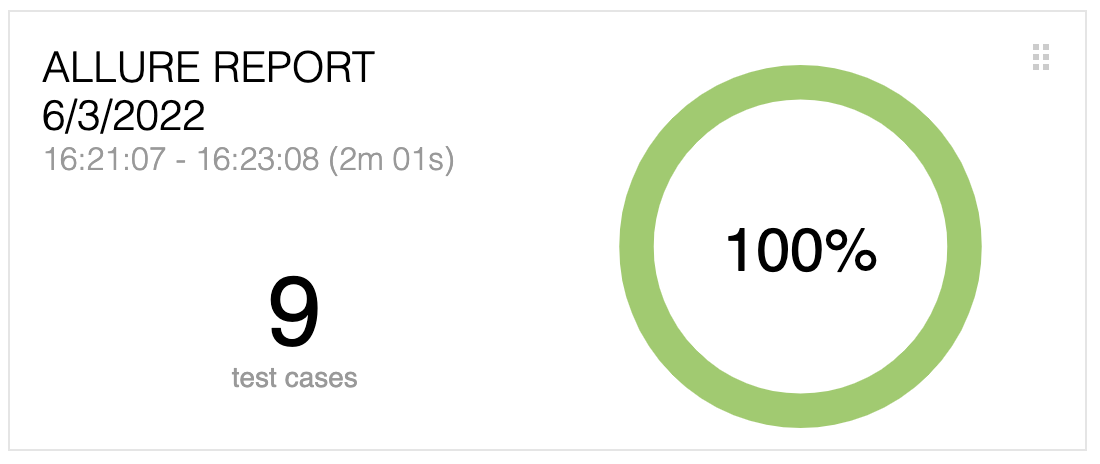 ALLURE REPORT
6/3/2022
16:21:07 - 16:23:08 (2m 01s)
9
test cases
100%